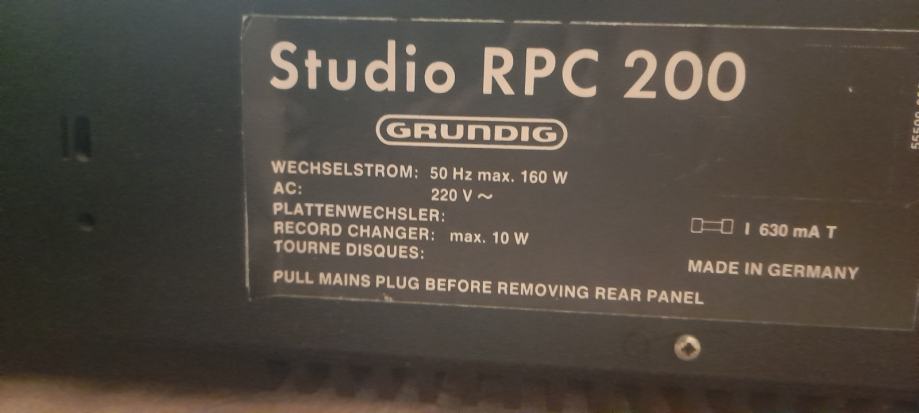 Studio RPC 200
GRUNDIG
WECHSELSTROM: 50 Hz max. 160 W
AC: 220 V ~
PLATTENWECHSLER:
RECORD CHANGER: max. 10 W
TOURNE DISQUES:
I 630 mA T
MADE IN GERMANY
PULL MAINS PLUG BEFORE REMOVING REAR PANEL